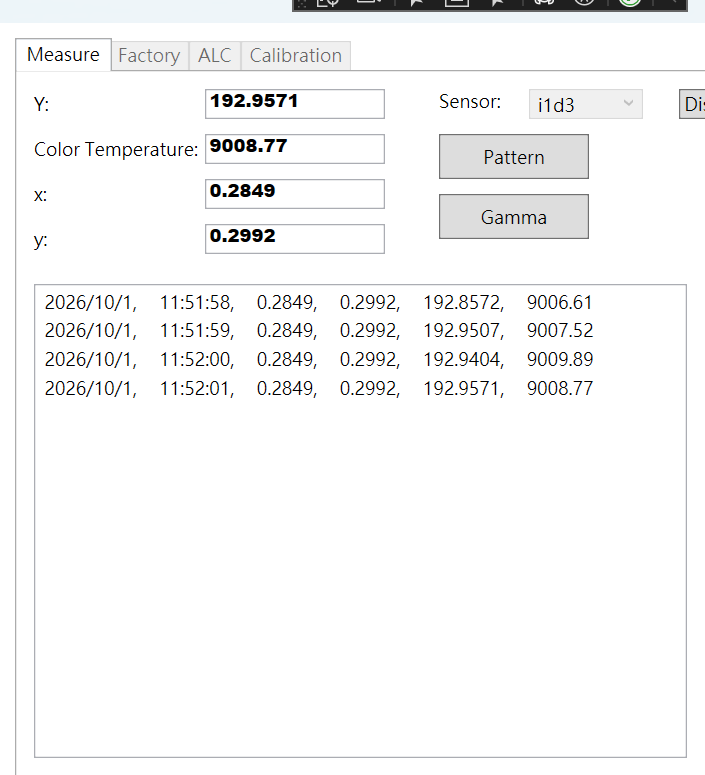 Measure Factory ALC Calibration
Y: 192.9571 Sensor: i1d3
Color Temperature: 9008.77 Pattern
x: 0.2849
Gamma
y: 0.2992
2026/10/1, 11:51:58, 0.2849, 0.2992, 192.8572, 9006.61
2026/10/1, 11:51:59, 0.2849, 0.2992, 192.9507, 9007.52
2026/10/1, 11:52:00, 0.2849, 0.2992, 192.9404, 9009.89
2026/10/1, 11:52:01, 0.2849, 0.2992, 192.9571, 9008.77